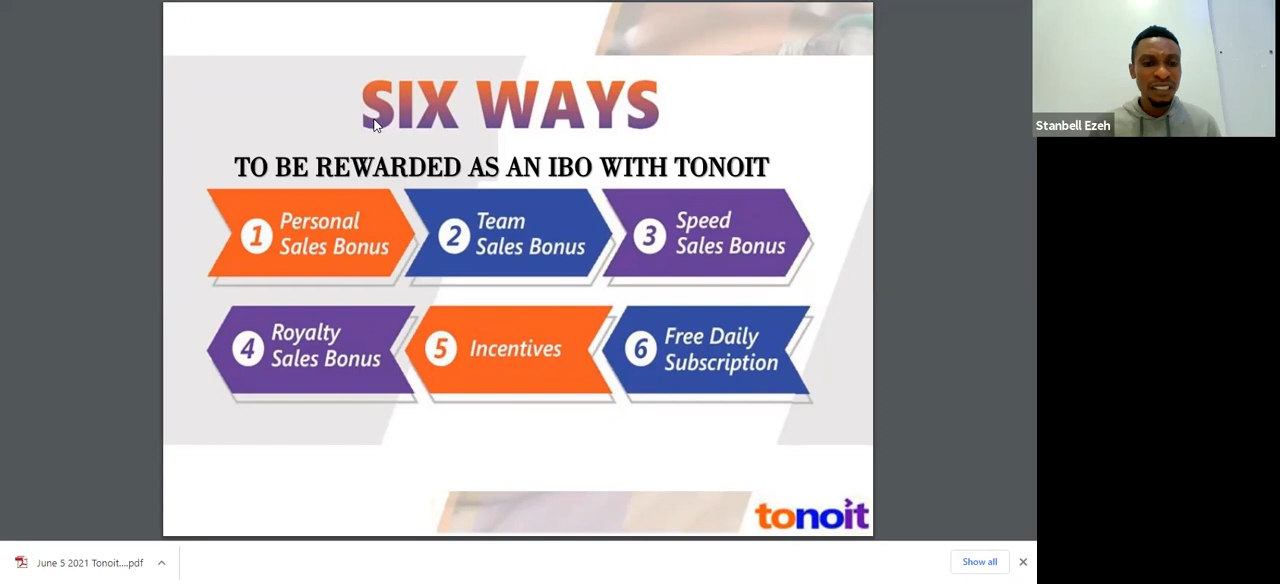 SIX WAYS
TO BE REWARDED AS AN IBO WITH TONOIT
1
Personal
Sales Bonus
2
Team
Sales Bonus
3
Speed
Sales Bonus
4
Royalty
Sales Bonus
5
Incentives
6
Free Daily
Subscription
tonoit
Stanbell Ezeh
June 5 2021 Tonoit....pdf
Show all